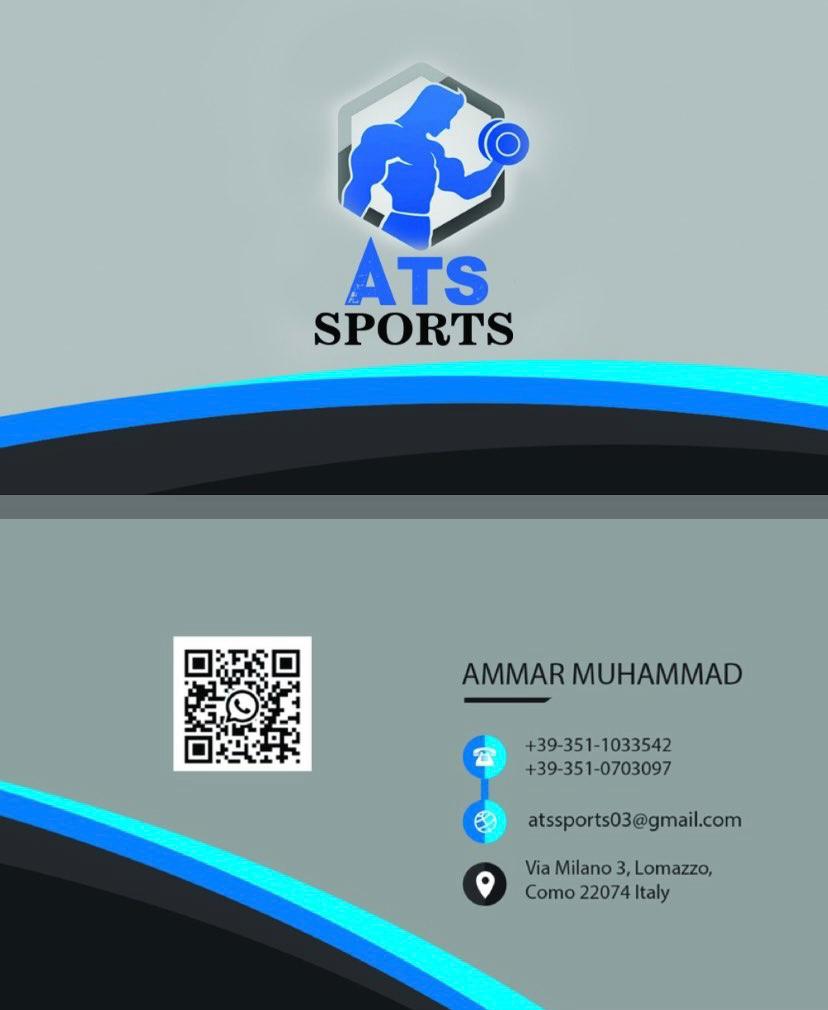 ATS
SPORTS
AMMAR MUHAMMAD
+39-351-1033542
+39-351-0703097
atssports03@gmail.com
Via Milano 3, Lomazzo,
Como 22074 Italy